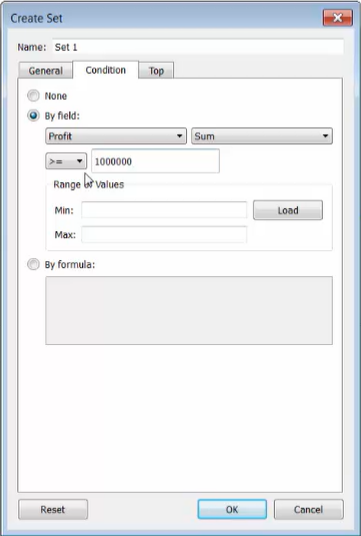 Create Set
Name: Set 1
General Condition Top
None
By field:
Profit Sum
>= 1000000
Range of Values
Min: Load
Max:
By formula:
Reset OK Cancel